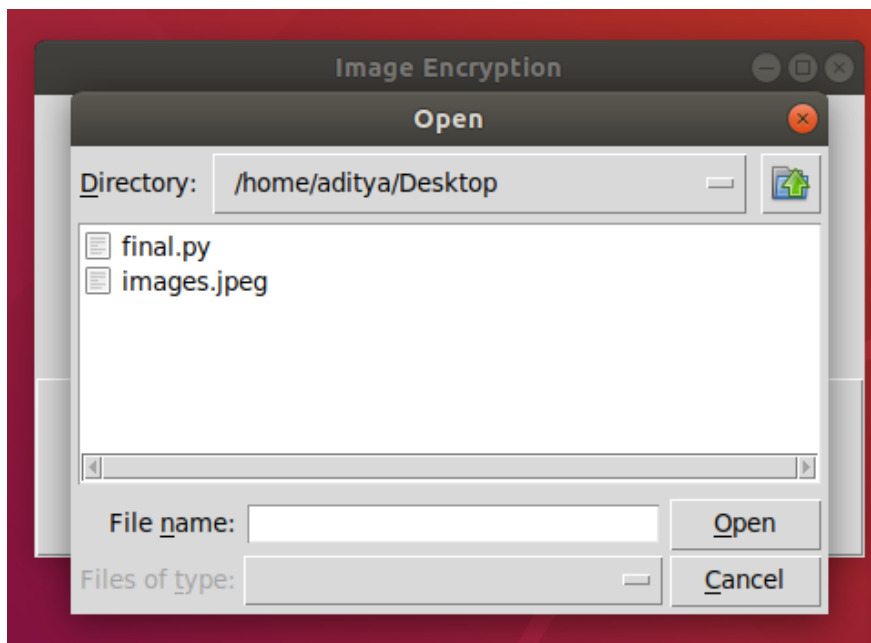 Image Encryption
Open
Directory: /home/aditya/Desktop
final.py
images.jpeg
File name: Open
Files of type: Cancel